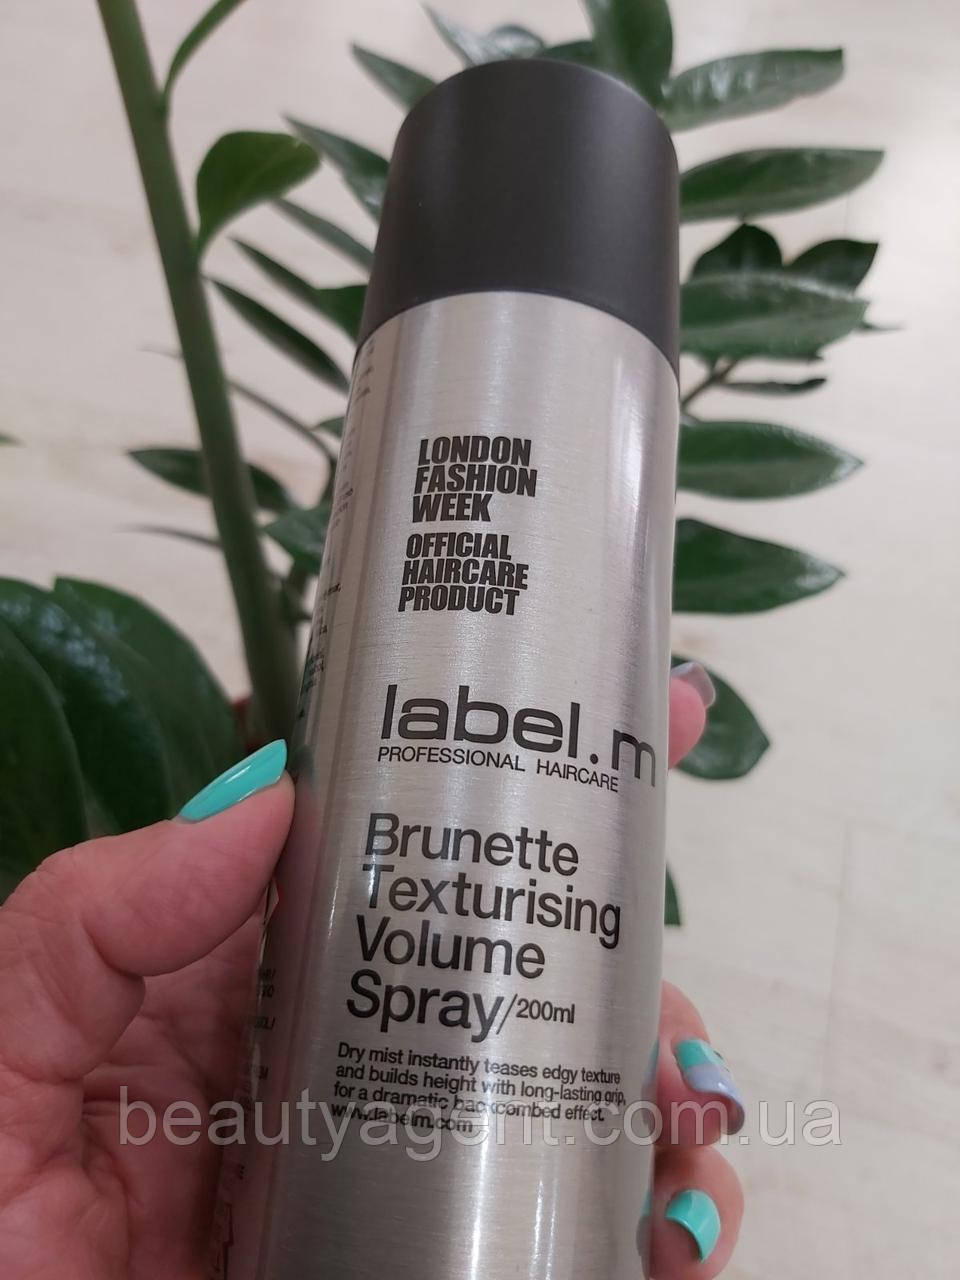 LONDON
FASHION
WEEK
OFFICIAL
HAIRCARE
PRODUCT
label.m
PROFESSIONAL HAIRCARE
Brunette
Texturising
Volume
Spray/200ml
Dry mist instantly teases edgy texture
and builds height with long-lasting grip,
for a dramatic backcombed effect.
www.labelm.com
beautyagent.com.ua